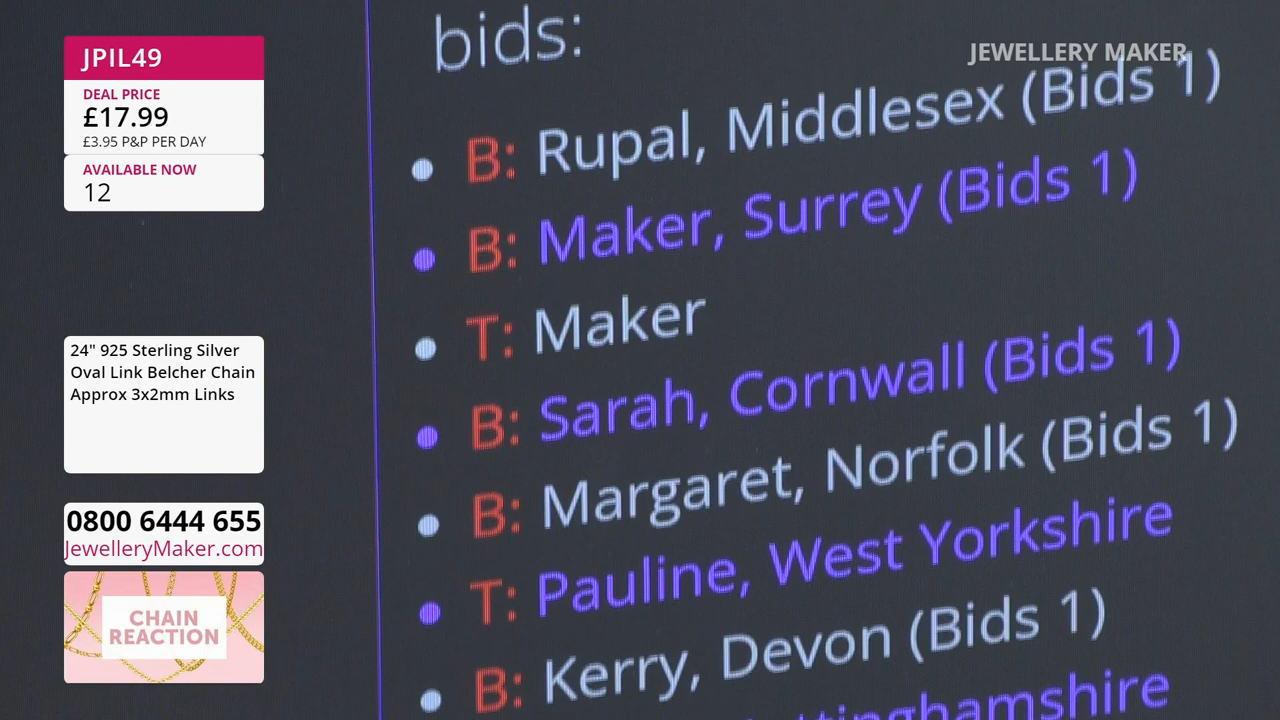 JPIL49
DEAL PRICE
£17.99
£3.95 P&P PER DAY
AVAILABLE NOW
12
24" 925 Sterling Silver
Oval Link Belcher Chain
Approx 3x2mm Links
0800 6444 655
JewelleryMaker.com
CHAIN
REACTION
JEWELLERY MAKER
bids:
• B: Rupal, Middlesex (Bids 1)
• B: Maker, Surrey (Bids 1)
• T: Maker
• B: Sarah, Cornwall (Bids 1)
• B: Margaret, Norfolk (Bids 1)
• T: Pauline, West Yorkshire
• B: Kerry, Devon (Bids 1)